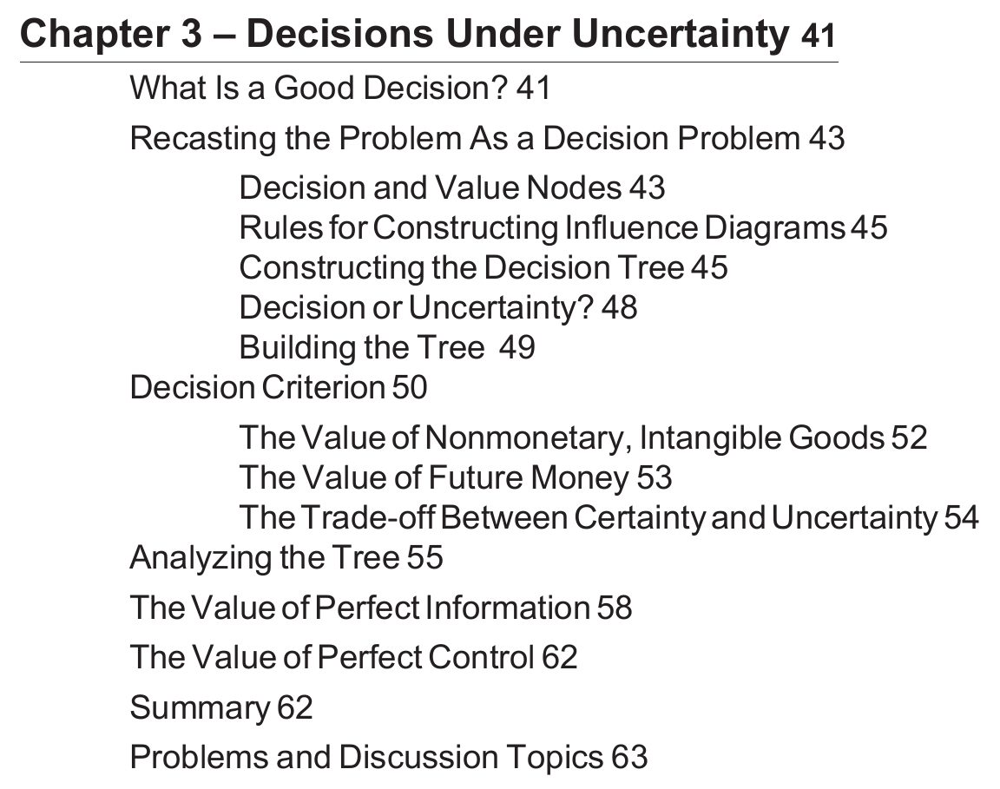 Chapter 3 – Decisions Under Uncertainty 41
What Is a Good Decision? 41
Recasting the Problem As a Decision Problem 43
Decision and Value Nodes 43
Rules for Constructing Influence Diagrams 45
Constructing the Decision Tree 45
Decision or Uncertainty? 48
Building the Tree 49
Decision Criterion 50
The Value of Nonmonetary, Intangible Goods 52
The Value of Future Money 53
The Trade-off Between Certainty and Uncertainty 54
Analyzing the Tree 55
The Value of Perfect Information 58
The Value of Perfect Control 62
Summary 62
Problems and Discussion Topics 63